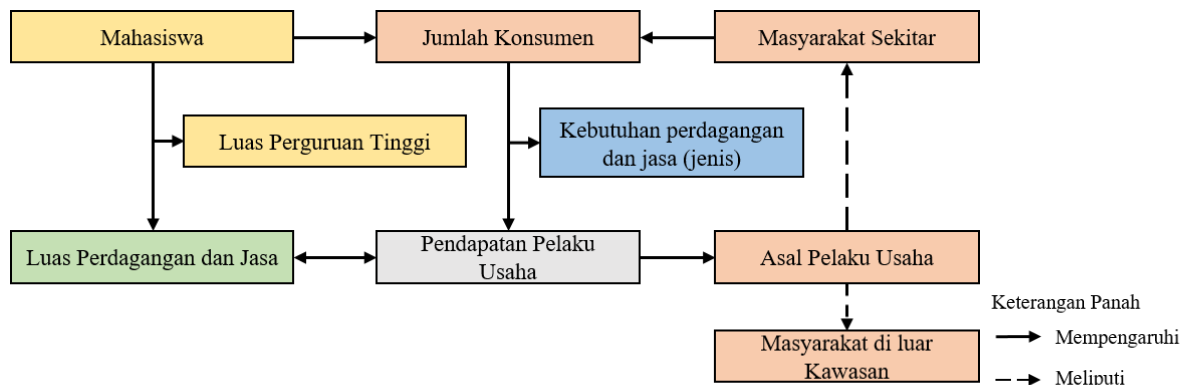 Mahasiswa
Jumlah Konsumen
Masyarakat Sekitar
Luas Perguruan Tinggi
Kebutuhan perdagangan
dan jasa (jenis)
Luas Perdagangan dan Jasa
Pendapatan Pelaku
Usaha
Asal Pelaku Usaha
Masyarakat di luar
Kawasan
Keterangan Panah
Mempengaruhi
Meliputi